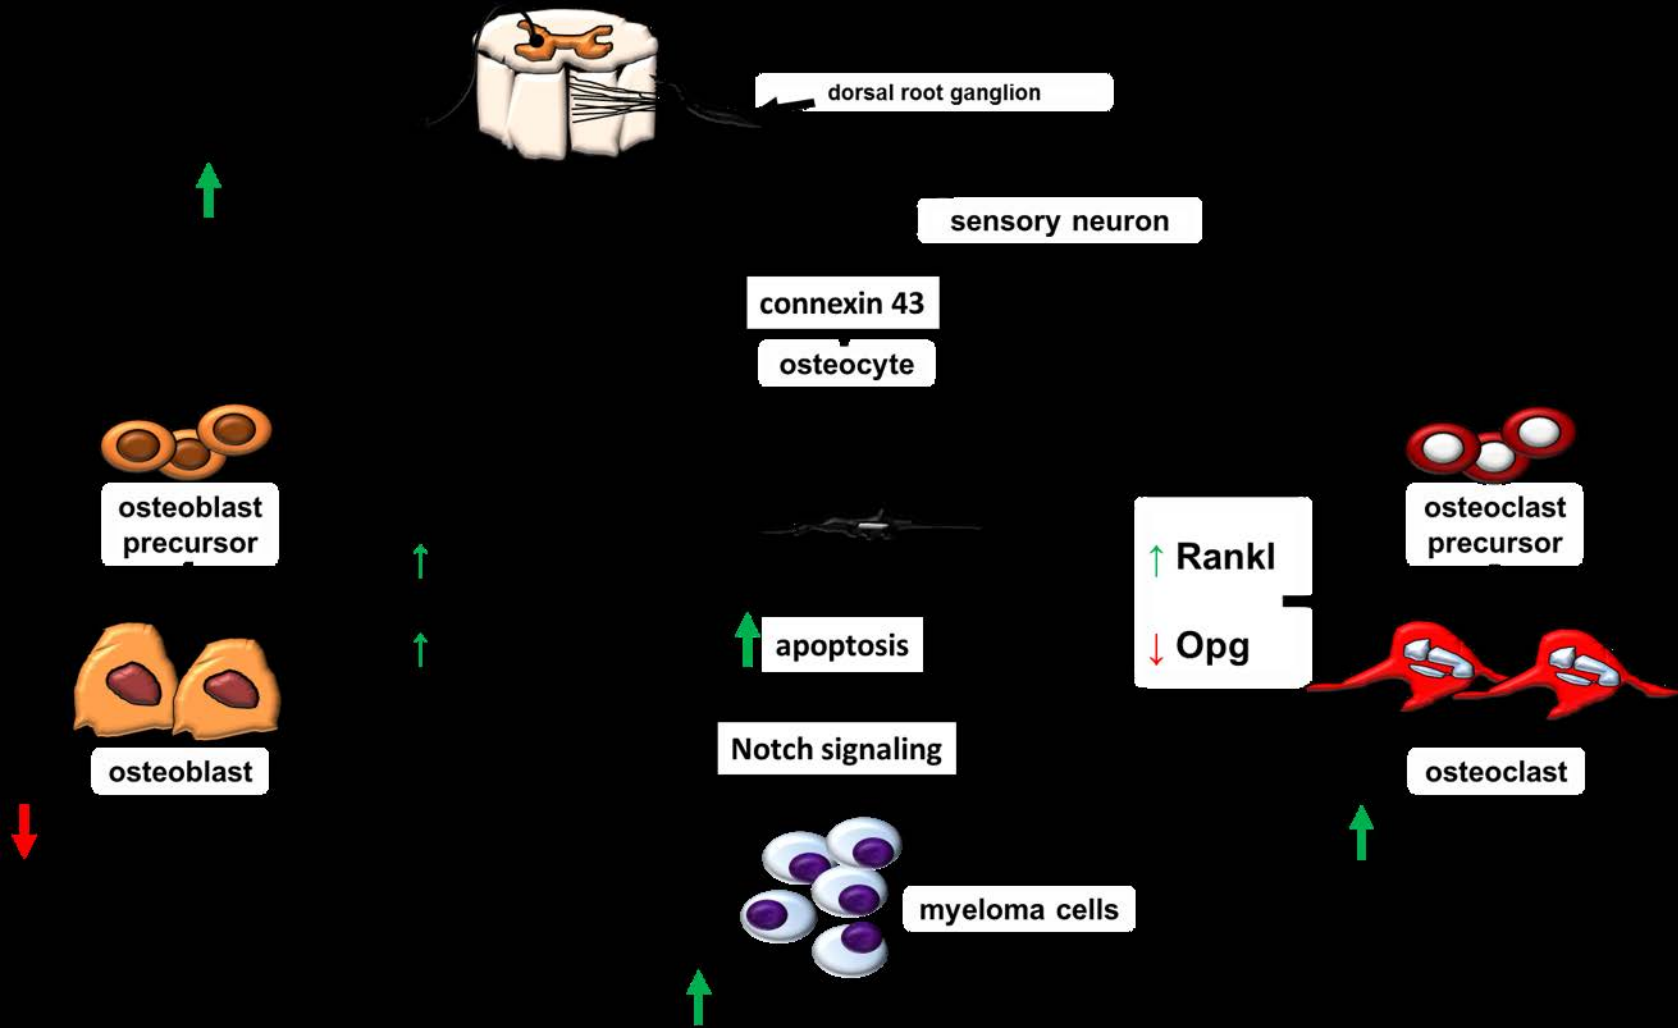 dorsal root ganglion
sensory neuron
connexin 43
osteocyte
osteoblast
precursor
osteoclast
precursor
↑ Rankl
↓ Opg
apoptosis
Notch signaling
osteoblast
osteoclast
myeloma cells